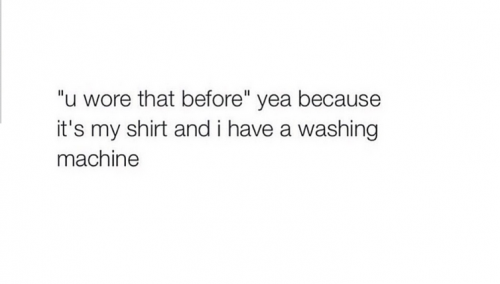 "u wore that before" yea because
it's my shirt and i have a washing
machine